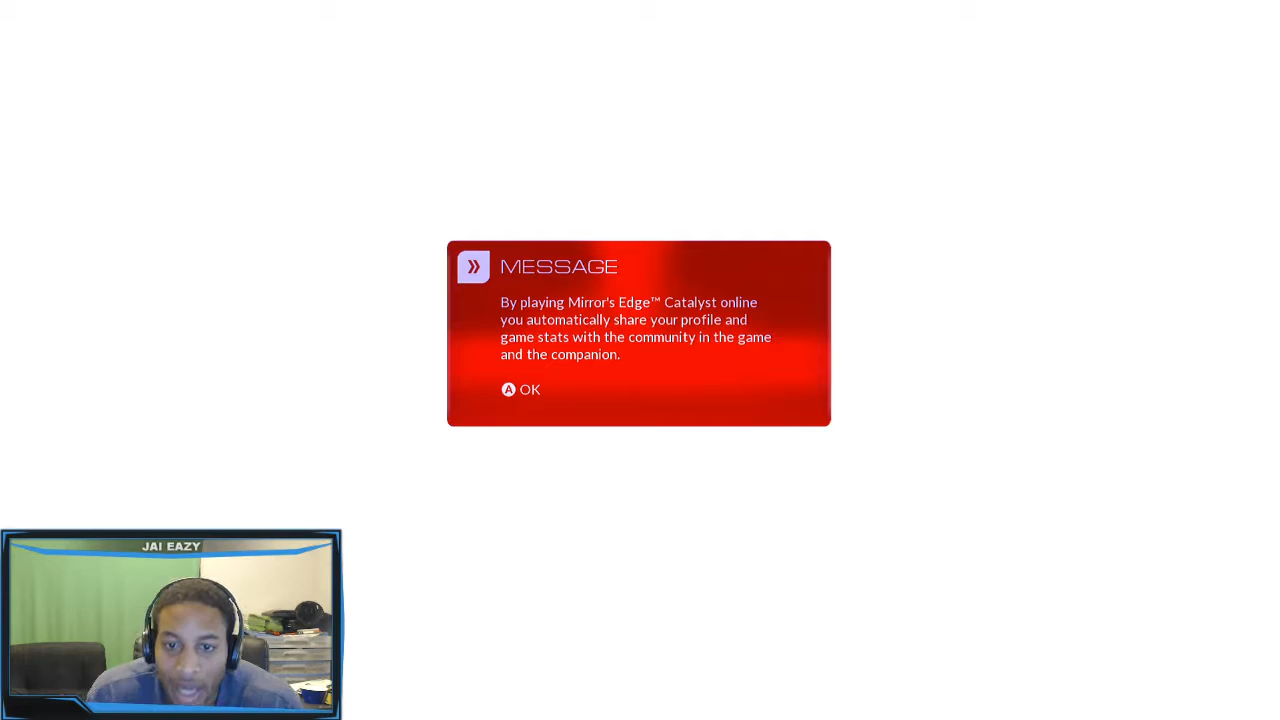 MESSAGE
By playing Mirror's Edge™ Catalyst online
you automatically share your profile and
game stats with the community in the game
and the companion.
A OK
JAI EAZY